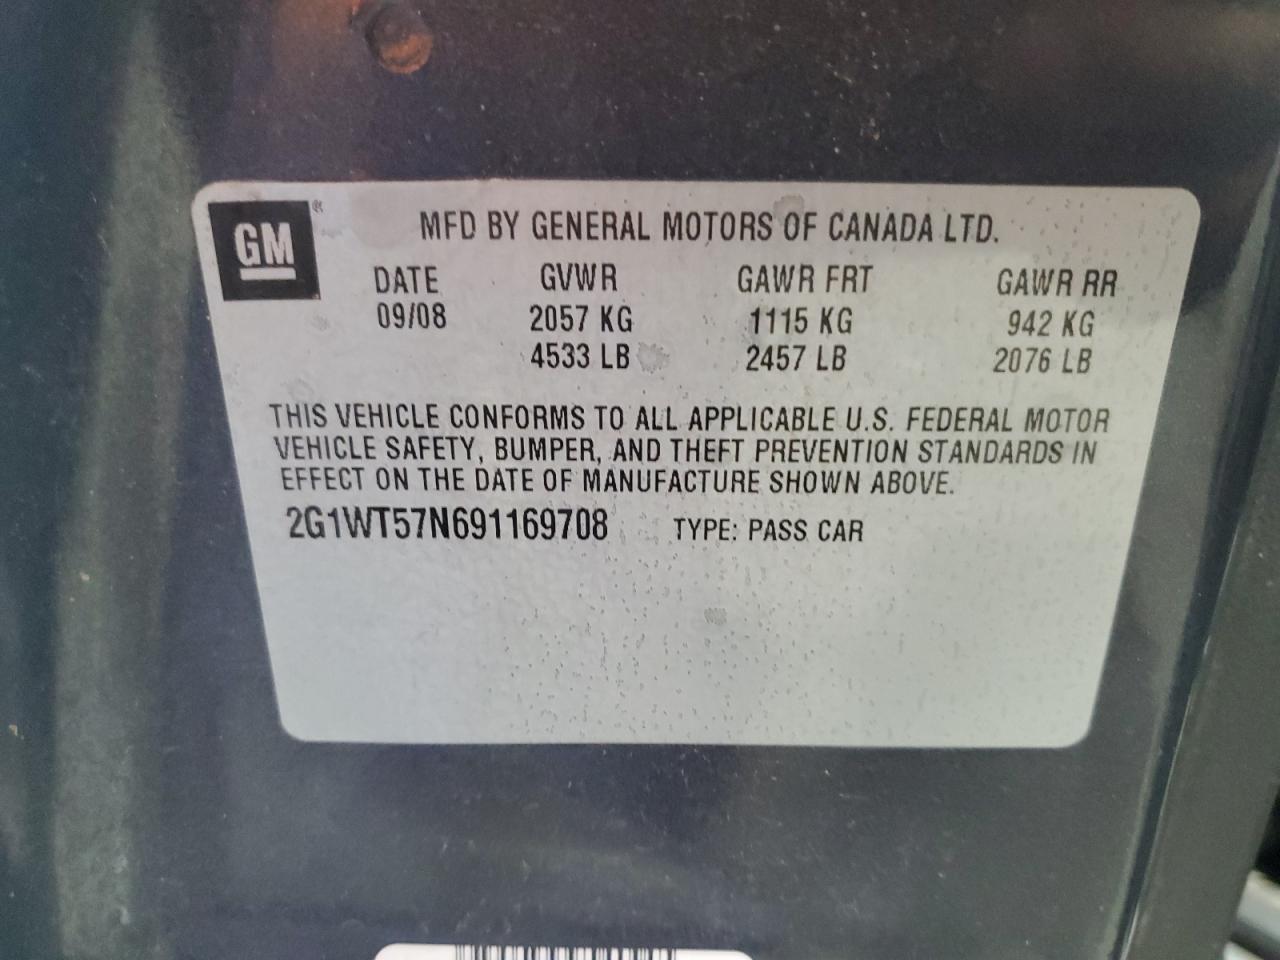 GM ®
MFD BY GENERAL MOTORS OF CANADA LTD.
DATE GVWR GAWR FRT GAWR RR
09/08 2057 KG 1115 KG 942 KG
4533 LB 2457 LB 2076 LB
THIS VEHICLE CONFORMS TO ALL APPLICABLE U.S. FEDERAL MOTOR
VEHICLE SAFETY, BUMPER, AND THEFT PREVENTION STANDARDS IN
EFFECT ON THE DATE OF MANUFACTURE SHOWN ABOVE.
2G1WT57N691169708 TYPE: PASS CAR